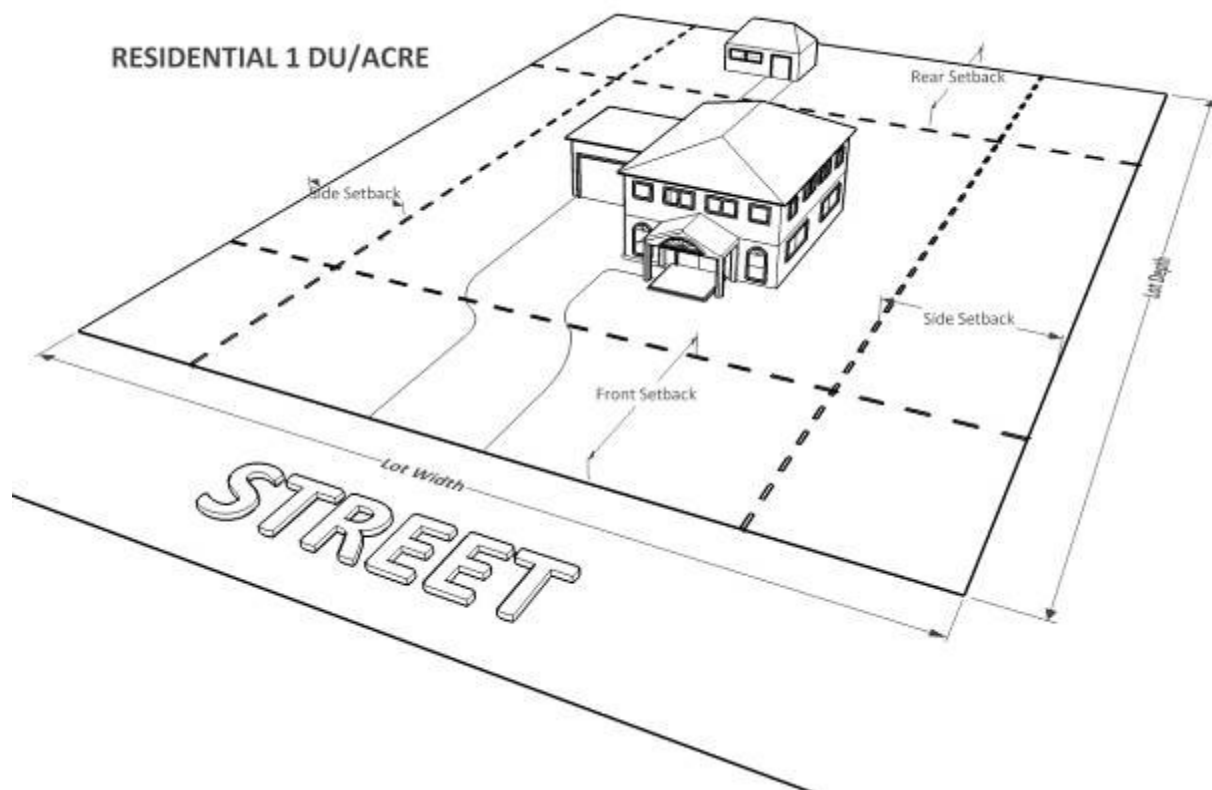 RESIDENTIAL 1 DU/ACRE
Rear Setback
Side Setback
Lot Depth
Side Setback
Front Setback
Lot Width
STREET